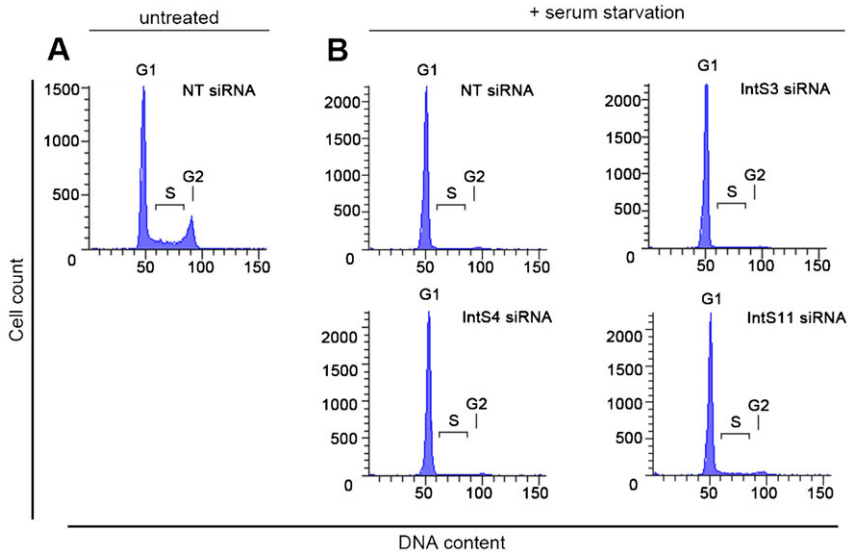 untreated
+ serum starvation
A
B
G1
NT siRNA
1500
1000
500
0
S
G2
50
100
150
G1
NT siRNA
2000
1500
1000
500
0
S
G2
50
100
150
G1
IntS3 siRNA
2000
1500
1000
500
0
S
G2
50
100
150
G1
IntS4 siRNA
2000
1500
1000
500
0
S
G2
50
100
150
G1
IntS11 siRNA
2000
1500
1000
500
0
S
G2
50
100
150
Cell count
DNA content